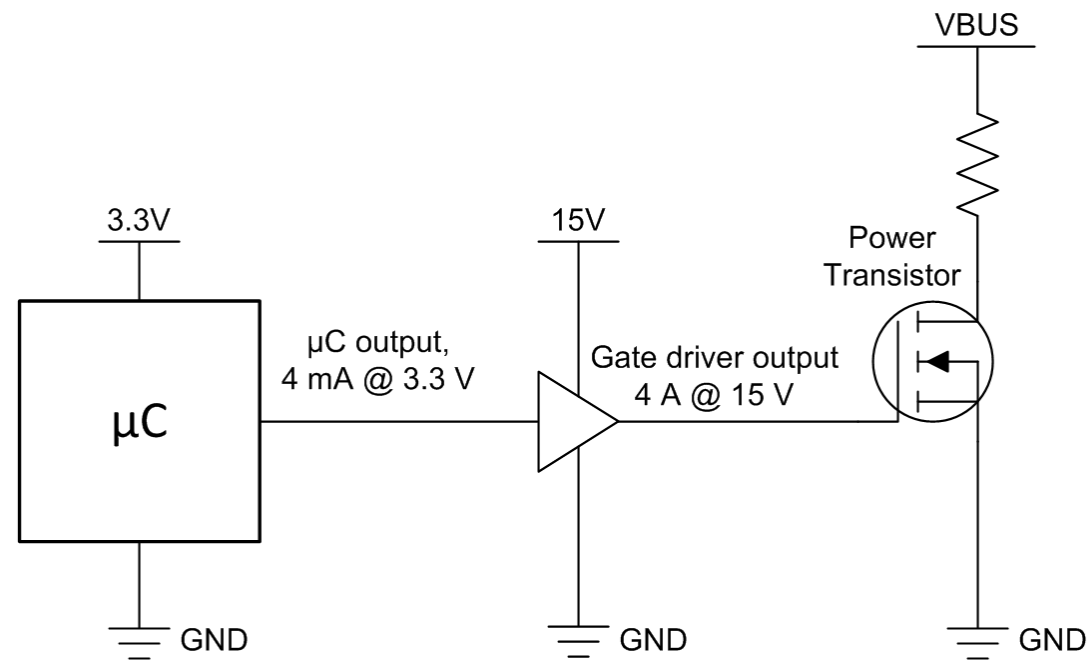 VBUS
3.3V
15V
Power
Transistor
µC output,
4 mA @ 3.3 V
Gate driver output
4 A @ 15 V
µC
GND
GND
GND